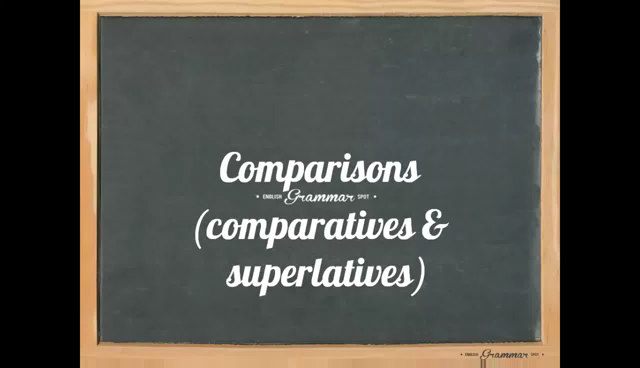 Comparisons
ENGLISH Grammar SPOT
(comparatives &
superlatives)
ENGLISH Grammar SPOT